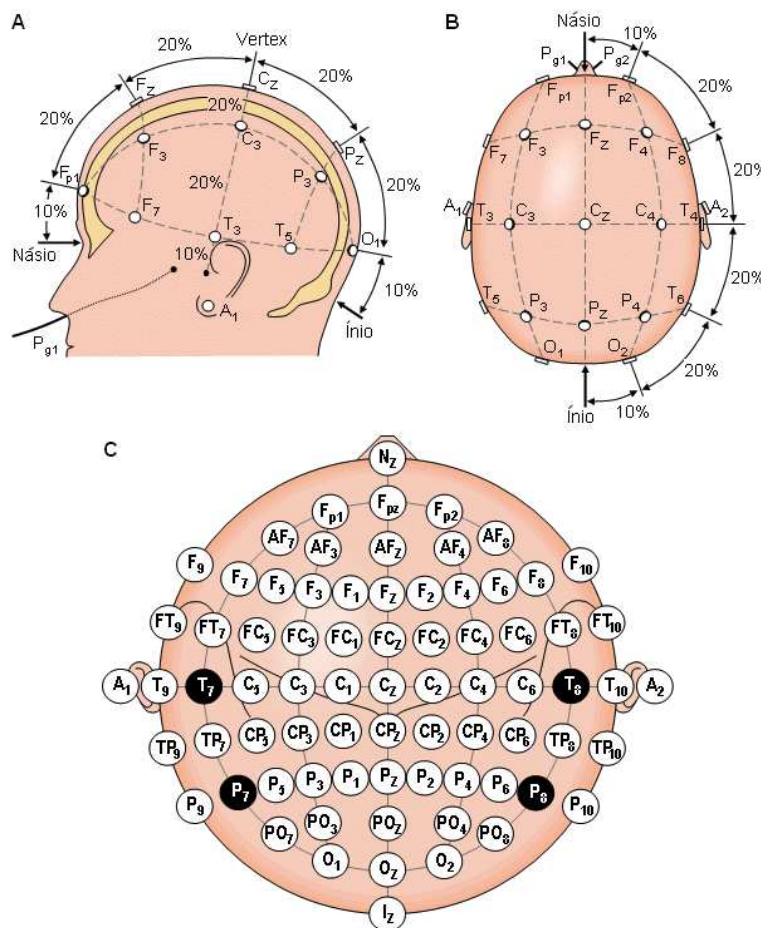 A
20%
Vertex
Cz
20%
Fz
20%
20%
C3
F3
20%
Pz
P3
20%
Fp1
10%
F7
T3
T5
O1
Násio
10%
10%
A1
Ínio
Pg1
B
Násio
10%
Pg1 Pg2
Fp1 Fp2
20%
F7 F3 Fz F4 F8
20%
A1 T3 C3 Cz C4 T4 A2
20%
T5 P3 Pz P4 T6
O1 O2
20%
Ínio
10%
C
Nz
Fp1 Fpz Fp2
AF7 AF3 AFz AF4 AF8
F9 F7 F5 F3 F1 Fz F2 F4 F6 F8 F10
FT9 FT7 FC5 FC3 FC1 FCz FC2 FC4 FC6 FT8 FT10
A1 T9 T7 C5 C3 C1 Cz C2 C4 C6 T8 T10 A2
TP9 TP7 CP5 CP3 CP1 CPz CP2 CP4 CP6 TP8 TP10
P9 P7 P5 P3 P1 Pz P2 P4 P6 P8 P10
PO7 PO3 POz PO4 PO8
O1 Oz O2
Iz